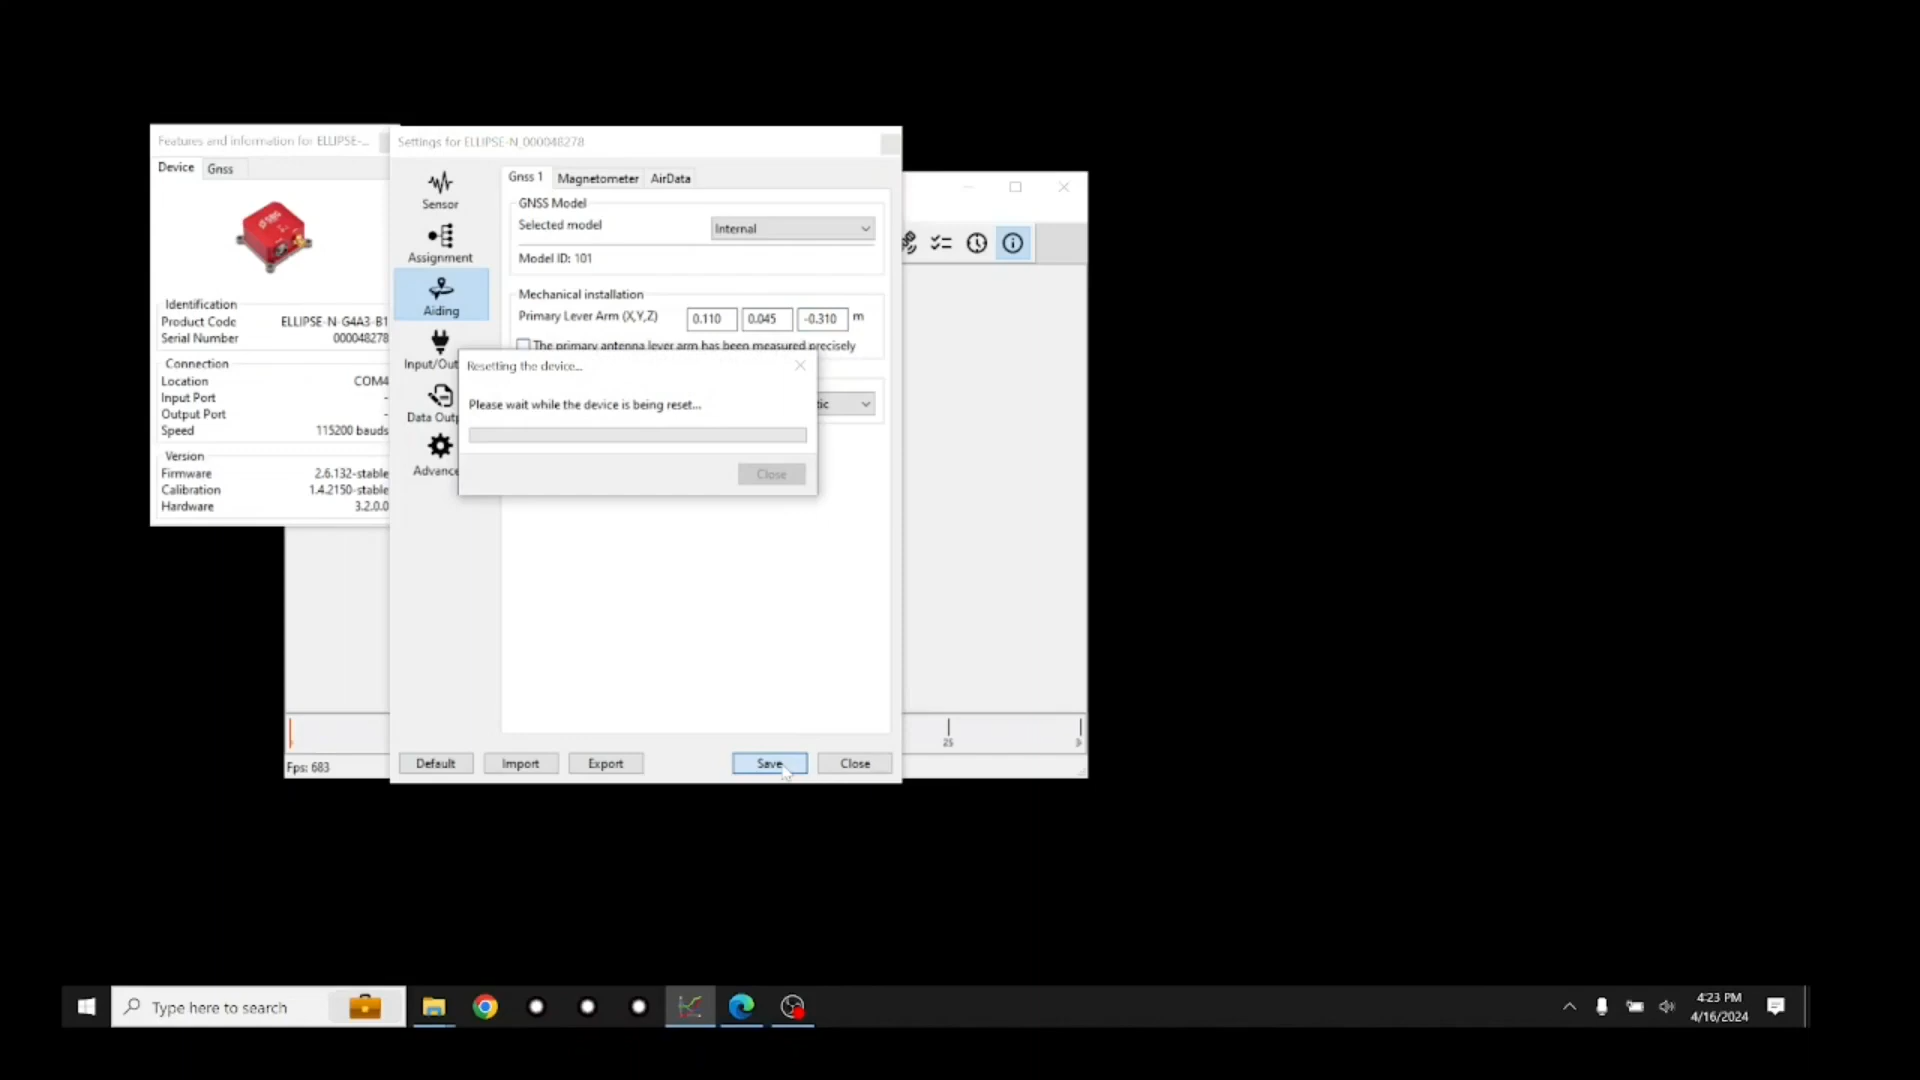 Features and information for ELLIPSE-...
Device
Gnss
SBG
Identification
Product Code ELLIPSE-N-G4A3-B1
Serial Number 000048278
Connection
Location COM4
Input Port -
Output Port -
Speed 115200 bauds
Version
Firmware 2.6.132-stable
Calibration 1.4.2150-stable
Hardware 3.2.0.0
Settings for ELLIPSE-N_000048278
Sensor
Assignment
Aiding
Input/Out
Data Outp
Advance
Gnss 1 Magnetometer AirData
GNSS Model
Selected model Internal
Model ID: 101
Mechanical installation
Primary Lever Arm (X,Y,Z) 0.110 0.045 -0.310 m
The primary antenna lever arm has been measured precisely
tic
Resetting the device...
Please wait while the device is being reset...
Close
Default Import Export Save Close
25
Fps: 683
Type here to search
4:23 PM
4/16/2024